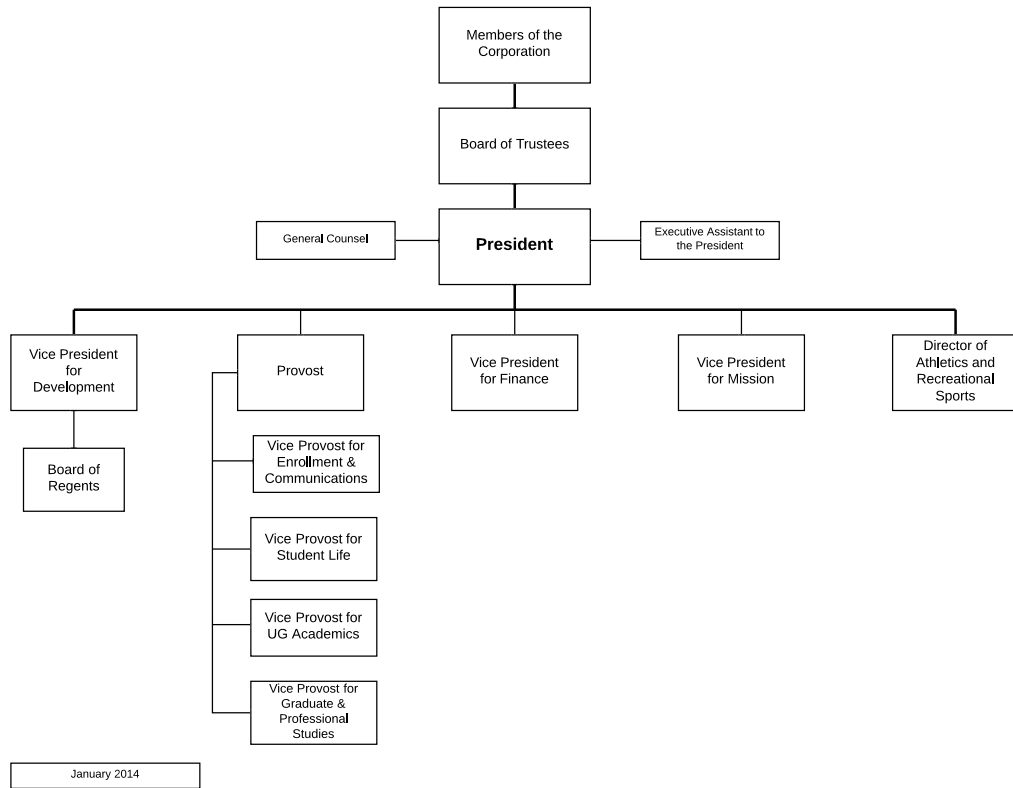 Members of the
Corporation
Board of Trustees
General Counsel
President
Executive Assistant to
the President
Vice President
for
Development
Provost
Vice President
for Finance
Vice President
for Mission
Director of
Athletics and
Recreational
Sports
Board of
Regents
Vice Provost for
Enrollment &
Communications
Vice Provost for
Student Life
Vice Provost for
UG Academics
Vice Provost for
Graduate &
Professional
Studies
January 2014